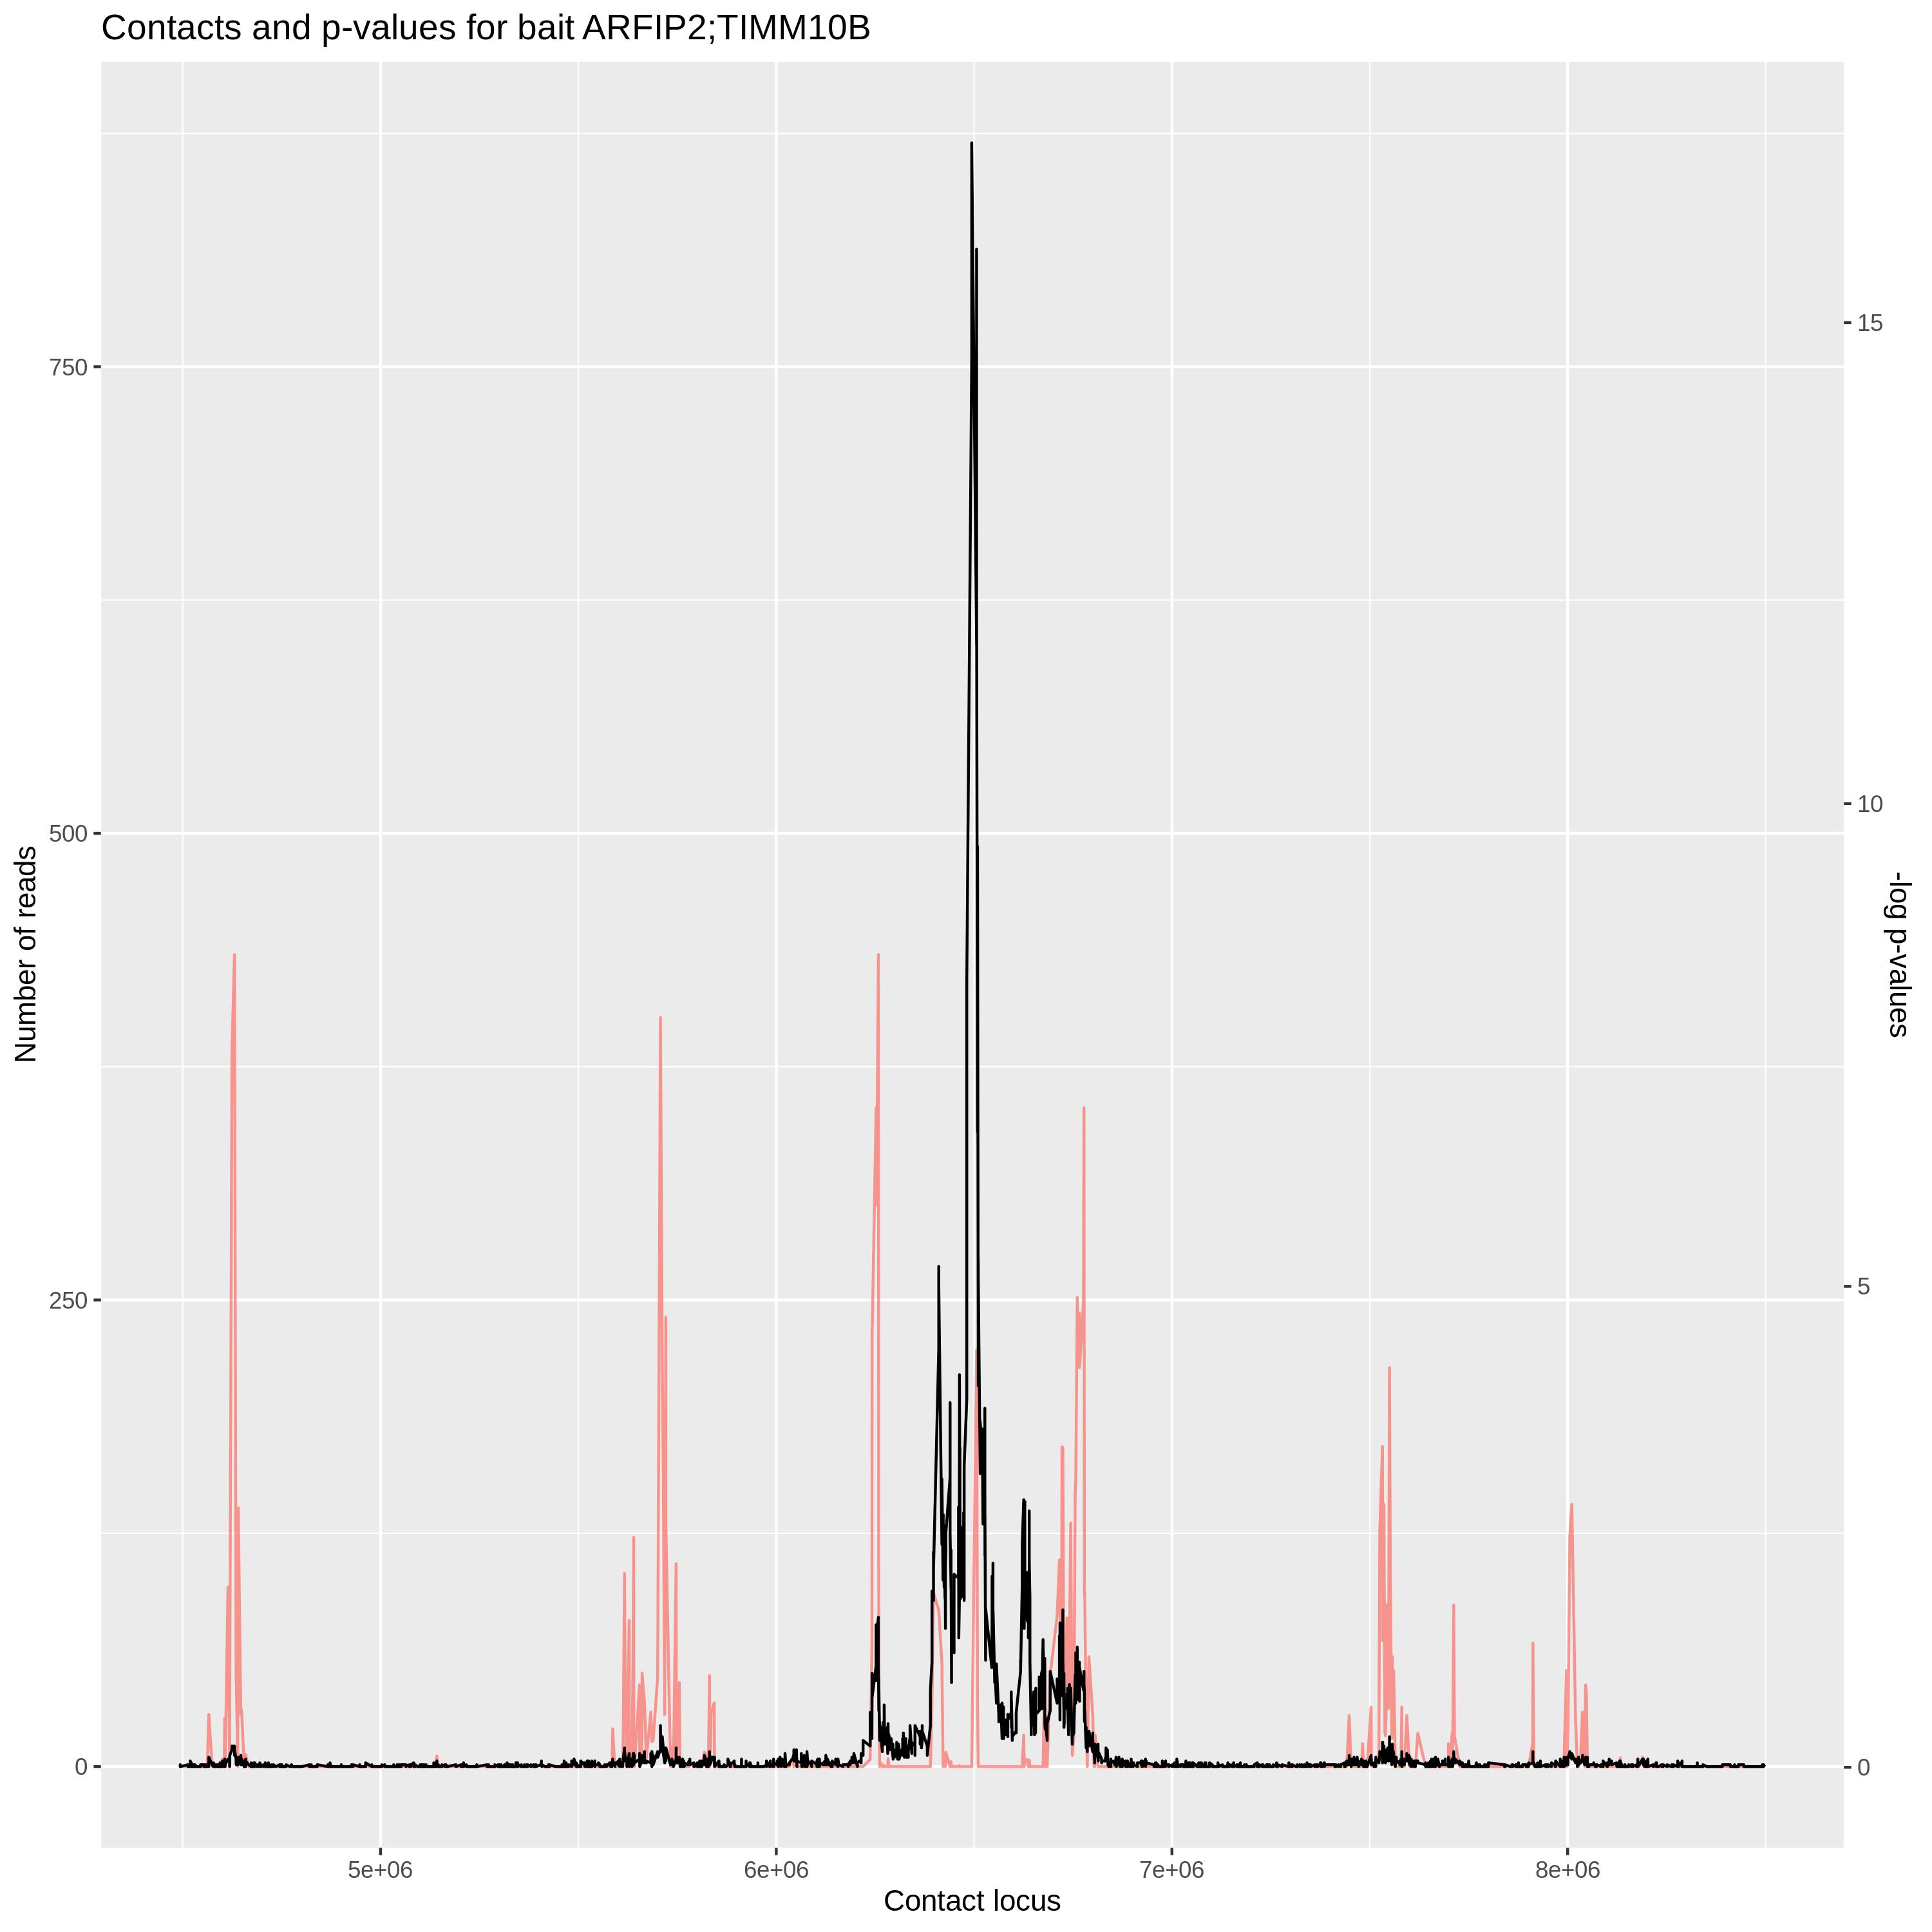 Contacts and p-values for bait ARFIP2;TIMM10B
Number of reads
750
500
250
0
15
10
5
0
-log p-values
5e+06
6e+06
7e+06
8e+06
Contact locus